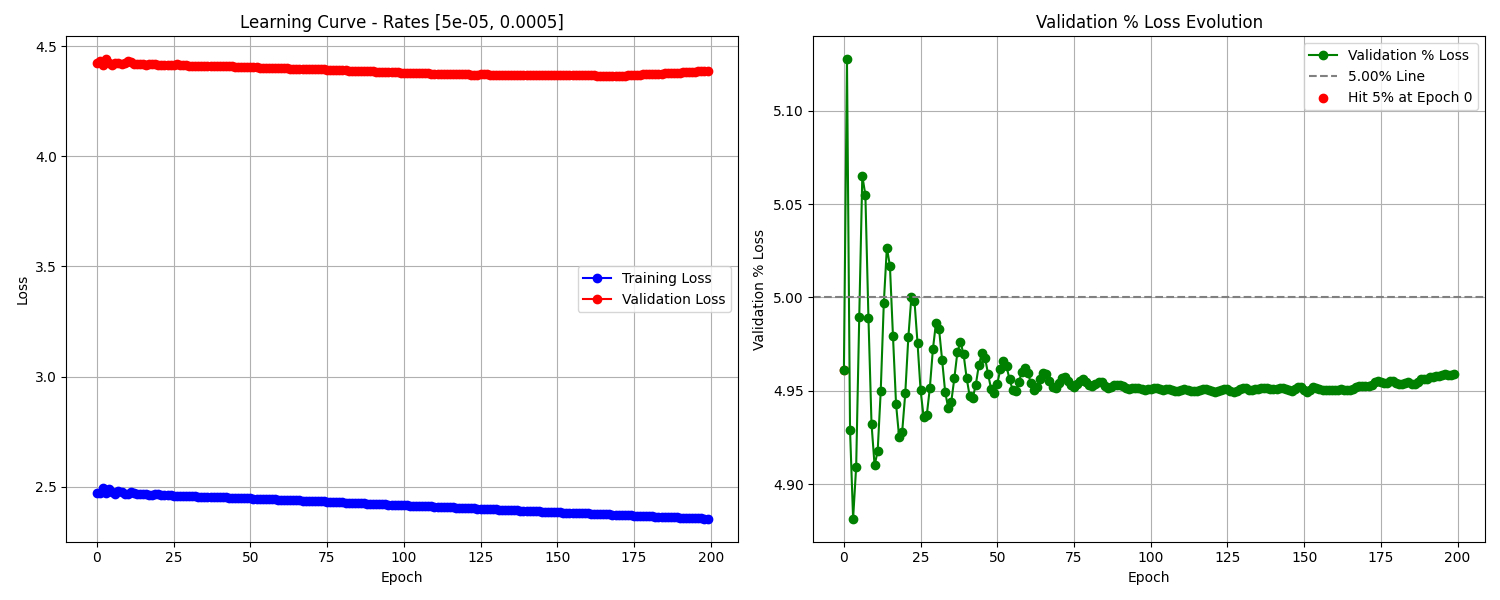 Learning Curve - Rates [5e-05, 0.0005]
4.5
4.0
3.5
3.0
2.5
Loss
Training Loss
Validation Loss
0 25 50 75 100 125 150 175 200
Epoch
Validation % Loss Evolution
5.10
5.05
5.00
4.95
4.90
Validation % Loss
Validation % Loss
5.00% Line
Hit 5% at Epoch 0
0 25 50 75 100 125 150 175 200
Epoch